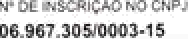 Nº DE INSCRIÇÃO NO CNPJ
06.967.305/0003-15